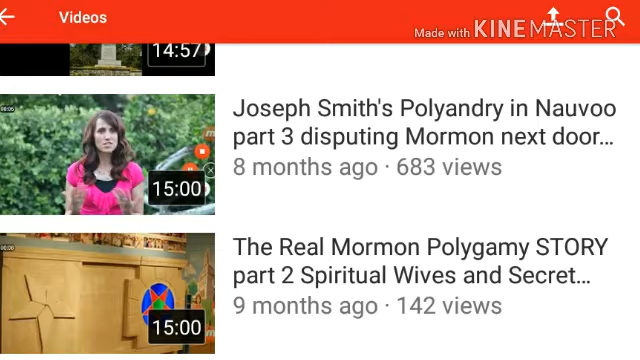 Videos
Made with KINEMASTER
14:57
Joseph Smith's Polyandry in Nauvoo
part 3 disputing Mormon next door...
8 months ago · 683 views
15:00
The Real Mormon Polygamy STORY
part 2 Spiritual Wives and Secret...
9 months ago · 142 views
15:00